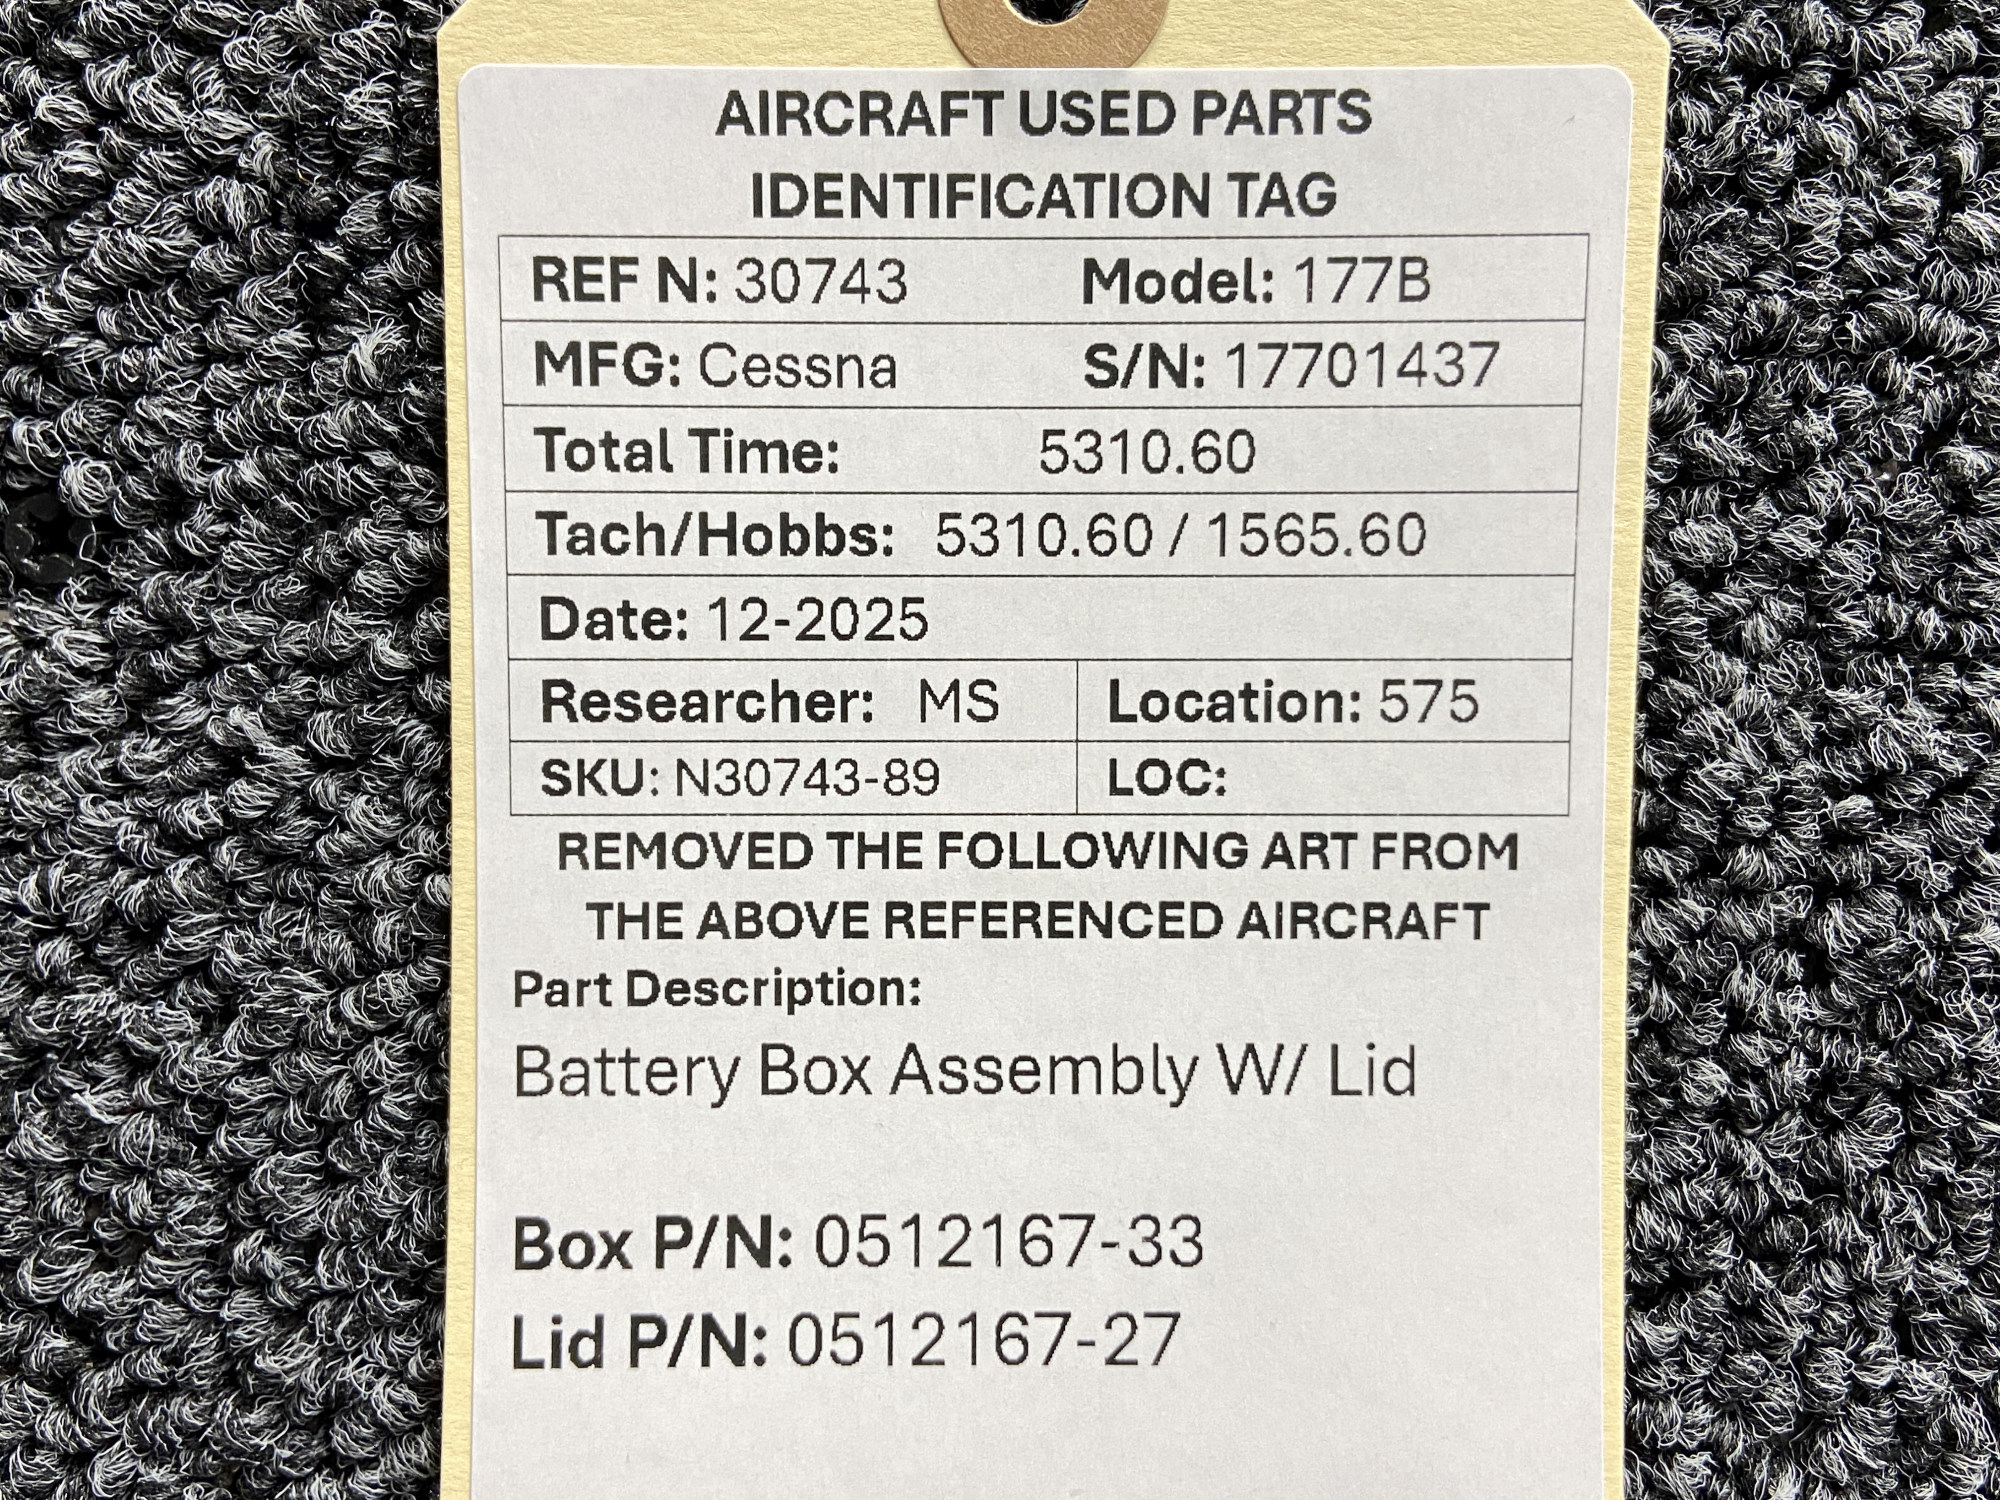 AIRCRAFT USED PARTS
IDENTIFICATION TAG
REF N: 30743 Model: 177B
MFG: Cessna S/N: 17701437
Total Time: 5310.60
Tach/Hobbs: 5310.60 / 1565.60
Date: 12-2025
Researcher: MS Location: 575
SKU: N30743-89 LOC:
REMOVED THE FOLLOWING ART FROM
THE ABOVE REFERENCED AIRCRAFT
Part Description:
Battery Box Assembly W/ Lid
Box P/N: 0512167-33
Lid P/N: 0512167-27